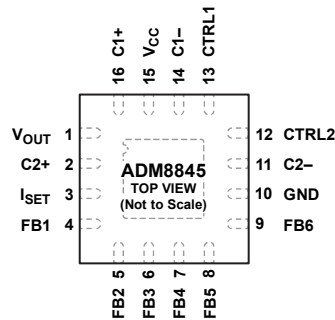 16 C1+
15 VCC
14 C1–
13 CTRL1
VOUT 1
C2+ 2
ISET 3
FB1 4
ADM8845
TOP VIEW
(Not to Scale)
12 CTRL2
11 C2–
10 GND
9 FB6
FB2 5
FB3 6
FB4 7
FB5 8